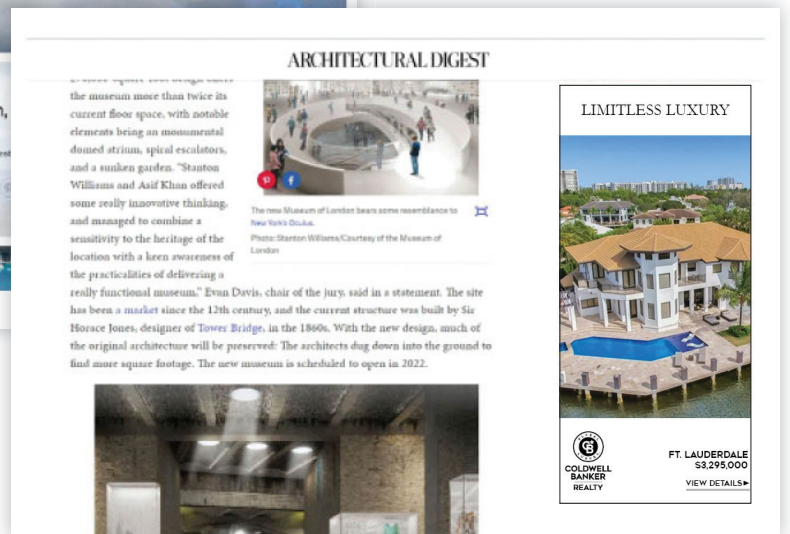 ARCHITECTURAL DIGEST
the museum more than twice its
current floor space, with notable
elements being an monumental
domed atrium, spiral escalators,
and a sunken garden. "Stanton
Williams and Asif Khan offered
some really innovative thinking,
and managed to combine a
sensitivity to the heritage of the
location with a keen awareness of
the practicalities of delivering a
The new Museum of London bears some resemblance to
New York's Oculus.
Photo: Stanton Williams/Courtesy of the Museum of
London
really functional museum," Evan Davis, chair of the jury, said in a statement. The site
has been a market since the 12th century, and the current structure was built by Sir
Horace Jones, designer of Tower Bridge, in the 1860s. With the new design, much of
the original architecture will be preserved: The architects dug down into the ground to
find more square footage. The new museum is scheduled to open in 2022.
LIMITLESS LUXURY
COLDWELL
BANKER
REALTY
FT. LAUDERDALE
$3,295,000
VIEW DETAILS▶